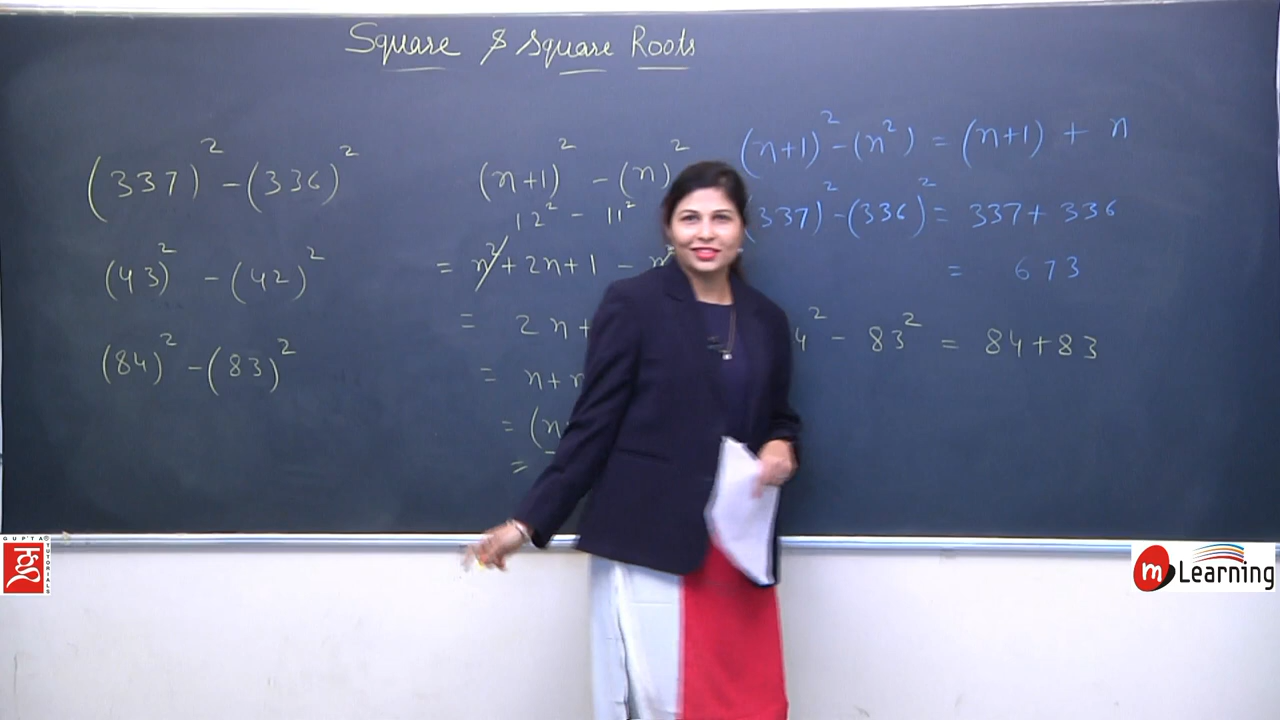 Square & Square Roots
(337)² - (336)²
(43)² - (42)²
(84)² - (83)²
(n+1)² - (n)²
12² - 11²
= n² + 2n + 1 - n²
= 2n+
= n+n
= (n
=
(n+1)² - (n²) = (n+1) + n
(337)² - (336)² = 337 + 336
= 673
4² - 83² = 84+83
GUPTA TUTORIALS
m Learning